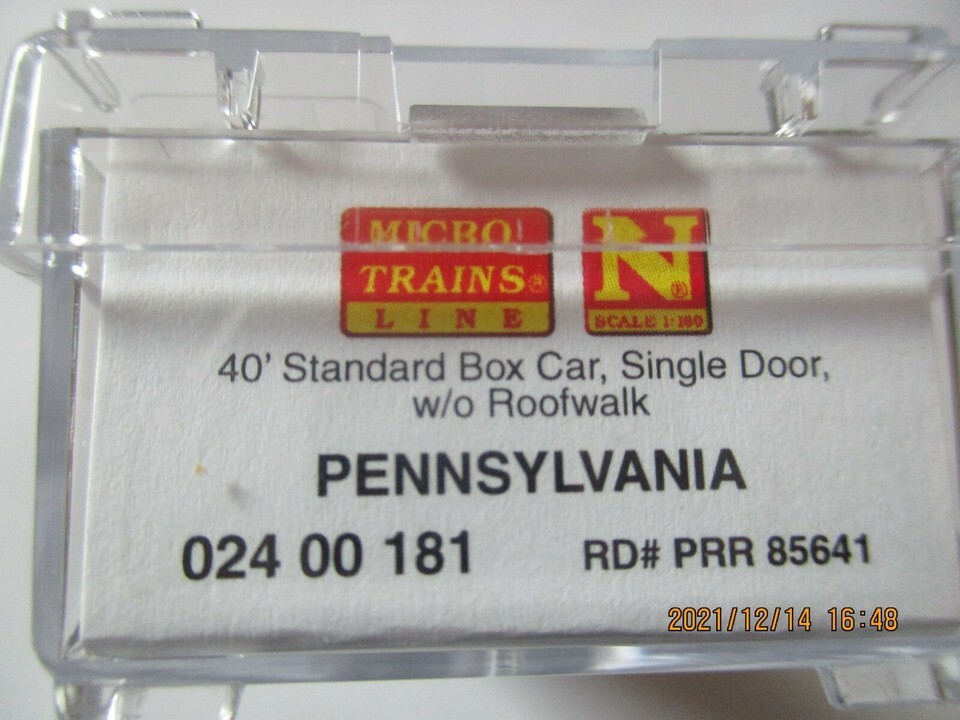 MICRO
TRAINS®
LINE
N®
SCALE 1:160
40' Standard Box Car, Single Door,
w/o Roofwalk
PENNSYLVANIA
024 00 181 RD# PRR 85641
2021/12/14 16:48